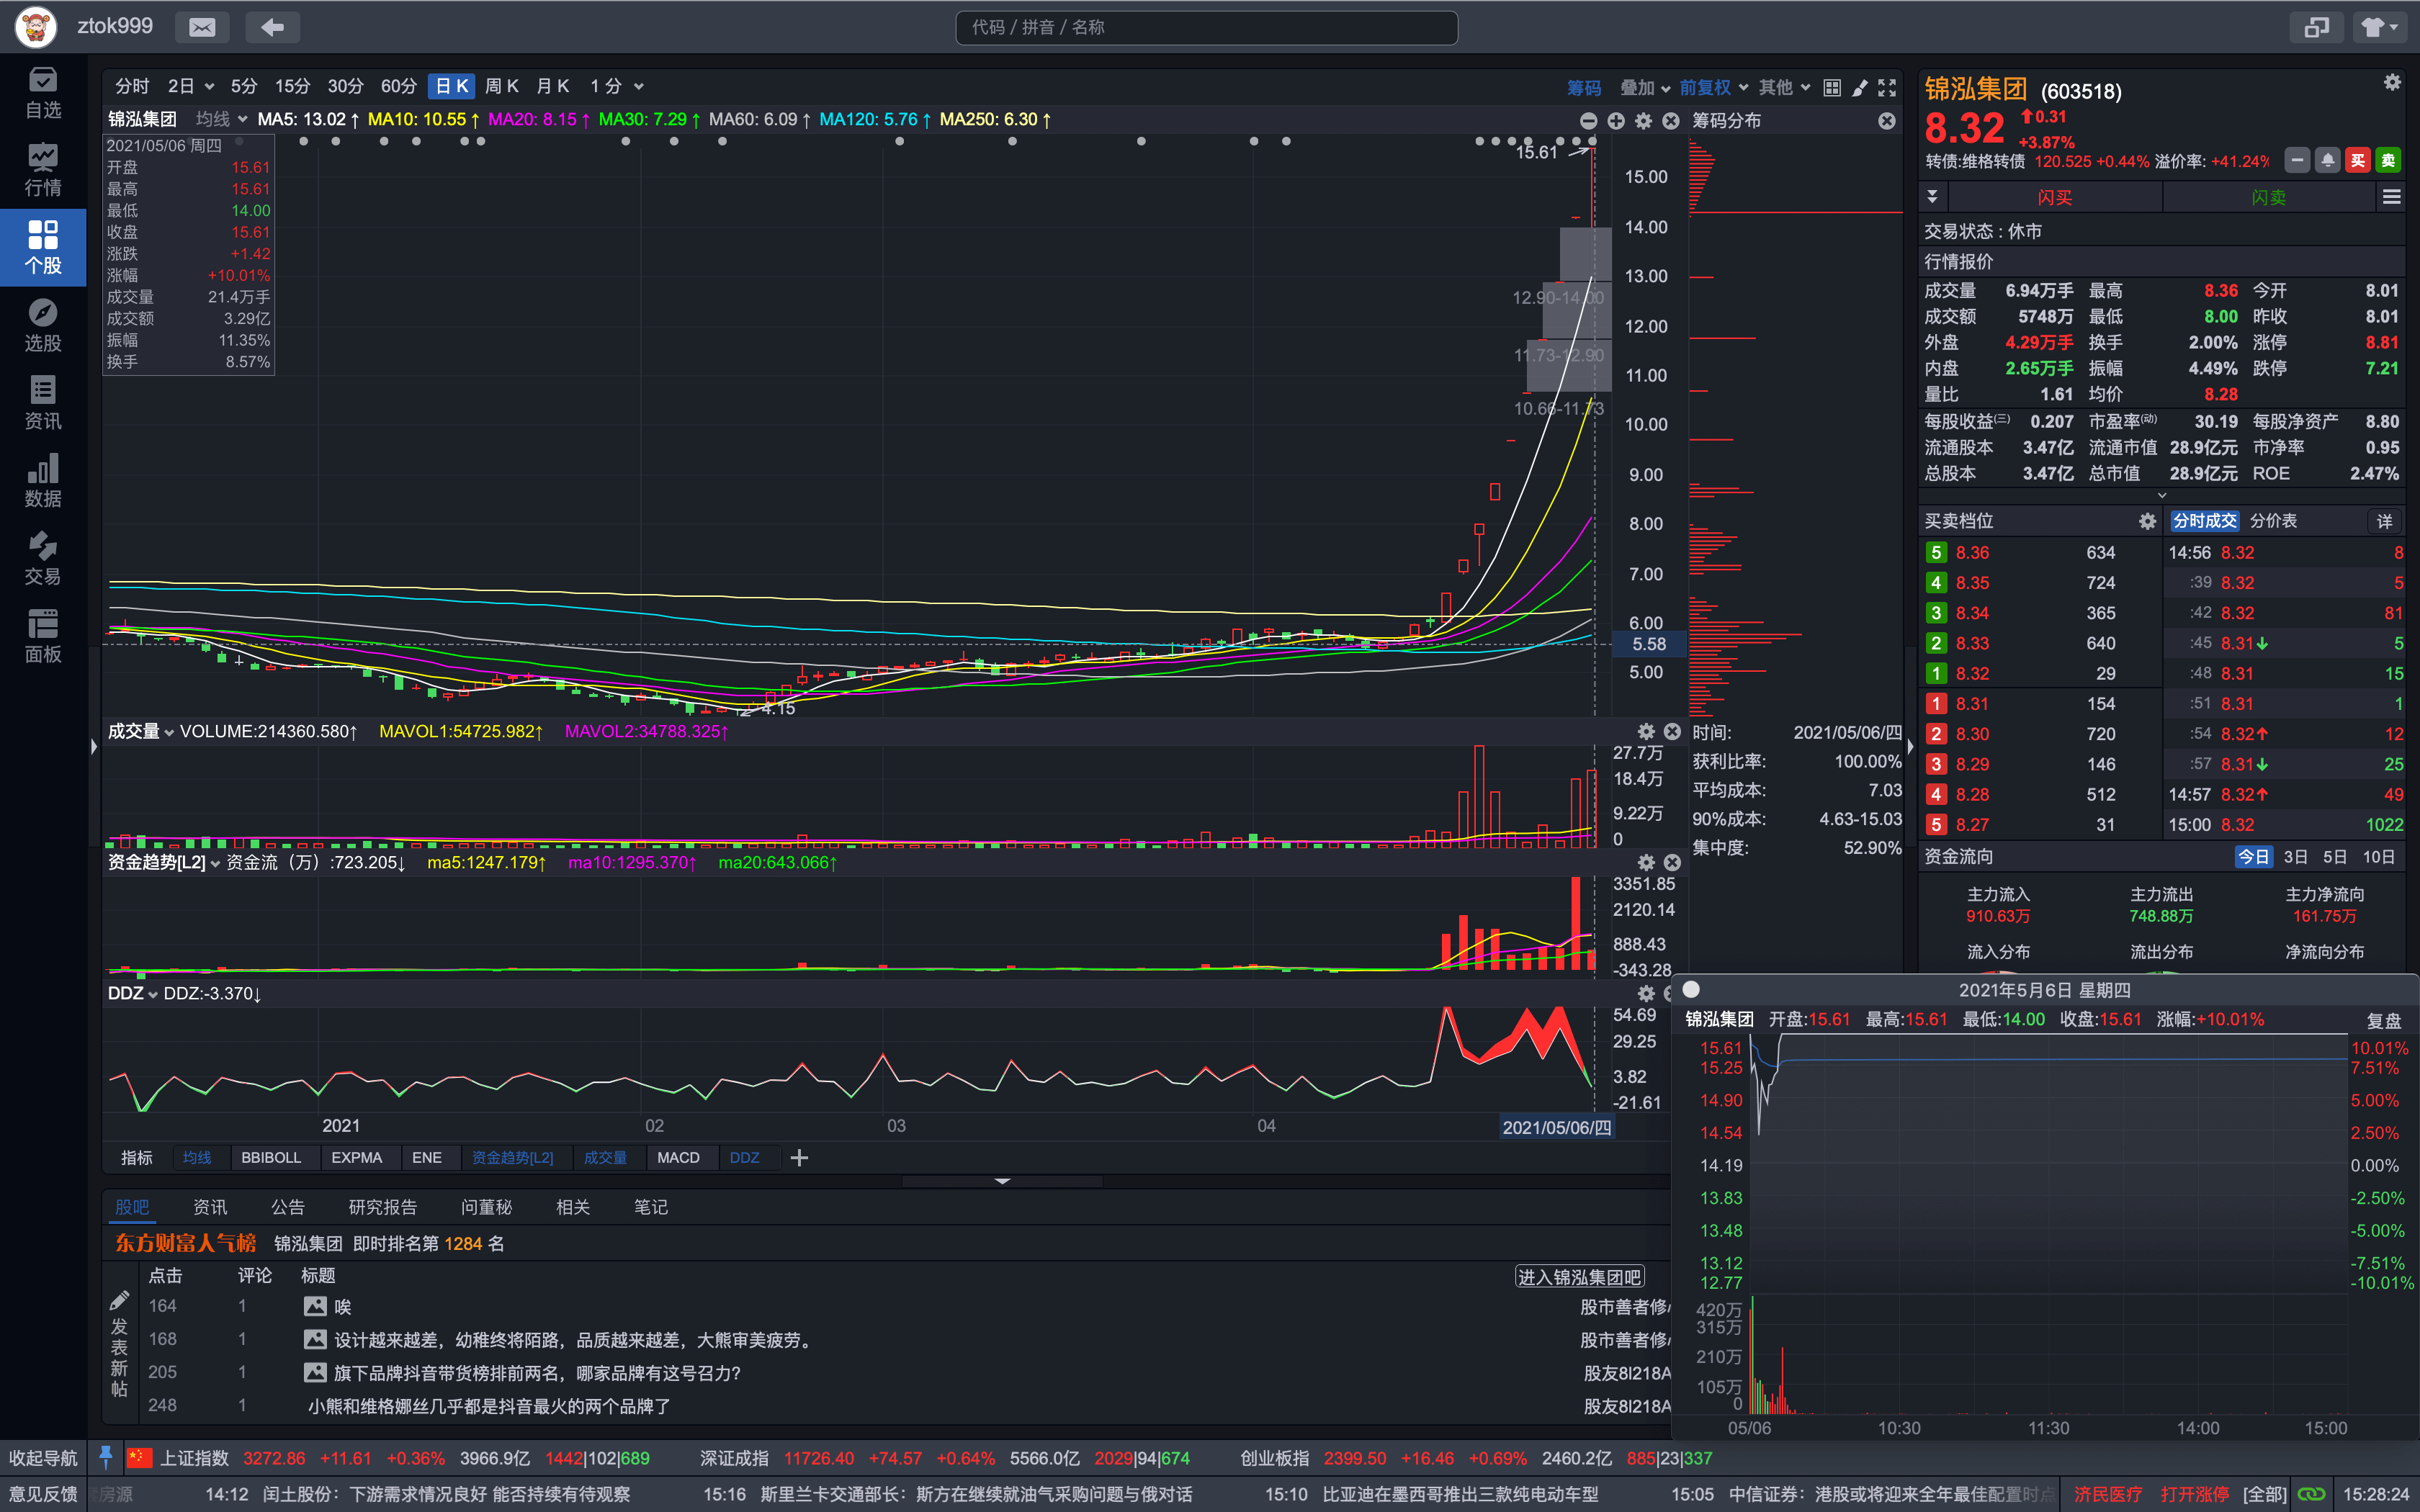 ztok999
代码 / 拼音 / 名称
自选
行情
个股
选股
资讯
数据
交易
面板
分时 2日 5分 15分 30分 60分 日K 周K 月K 1分 筹码 叠加 前复权 其他
锦泓集团 均线 MA5: 13.02↑ MA10: 10.55↑ MA20: 8.15↑ MA30: 7.29↑ MA60: 6.09↑ MA120: 5.76↑ MA250: 6.30↑
2021/05/06 周四
开盘 15.61
最高 15.61
最低 14.00
收盘 15.61
涨跌 +1.42
涨幅 +10.01%
成交量 21.4万手
成交额 3.29亿
振幅 11.35%
换手 8.57%
15.61
12.90-14.00
11.73-12.90
10.66-11.73
4.15
15.00
14.00
13.00
12.00
11.00
10.00
9.00
8.00
7.00
6.00
5.58
5.00
筹码分布
时间: 2021/05/06/四
获利比率: 100.00%
平均成本: 7.03
90%成本: 4.63-15.03
集中度: 52.90%
成交量 VOLUME:214360.580↑ MAVOL1:54725.982↑ MAVOL2:34788.325↑
27.7万
18.4万
9.22万
0
资金趋势[L2] 资金流（万）:723.205↓ ma5:1247.179↑ ma10:1295.370↑ ma20:643.066↑
3351.85
2120.14
888.43
-343.28
DDZ DDZ:-3.370↓
54.69
29.25
3.82
-21.61
2021 02 03 04 2021/05/06/四
指标 均线 BBIBOLL EXPMA ENE 资金趋势[L2] 成交量 MACD DDZ
股吧 资讯 公告 研究报告 问董秘 相关 笔记
东方财富人气榜 锦泓集团 即时排名第 1284 名
点击 评论 标题 进入锦泓集团吧
164 1 唉 股市善者修
168 1 设计越来越差，幼稚终将陌路，品质越来越差，大熊审美疲劳。 股市善者修
205 1 旗下品牌抖音带货榜排前两名，哪家品牌有这号召力? 股友8I218A
248 1 小熊和维格娜丝几乎都是抖音最火的两个品牌了 股友8I218A
发表新帖
锦泓集团 (603518)
8.32 0.31
+3.87%
转债:维格转债 120.525 +0.44% 溢价率: +41.24% 买 卖
闪买 闪卖
交易状态 : 休市
行情报价
成交量 6.94万手 最高 8.36 今开 8.01
成交额 5748万 最低 8.00 昨收 8.01
外盘 4.29万手 换手 2.00% 涨停 8.81
内盘 2.65万手 振幅 4.49% 跌停 7.21
量比 1.61 均价 8.28
每股收益(三) 0.207 市盈率(动) 30.19 每股净资产 8.80
流通股本 3.47亿 流通市值 28.9亿元 市净率 0.95
总股本 3.47亿 总市值 28.9亿元 ROE 2.47%
买卖档位 分时成交 分价表 详
5 8.36 634 14:56 8.32 8
4 8.35 724 :39 8.32 5
3 8.34 365 :42 8.32 81
2 8.33 640 :45 8.31↓ 5
1 8.32 29 :48 8.31 15
1 8.31 154 :51 8.31 1
2 8.30 720 :54 8.32↑ 12
3 8.29 146 :57 8.31↓ 25
4 8.28 512 14:57 8.32↑ 49
5 8.27 31 15:00 8.32 1022
资金流向 今日 3日 5日 10日
主力流入 主力流出 主力净流向
910.63万 748.88万 161.75万
流入分布 流出分布 净流向分布
2021年5月6日 星期四
锦泓集团 开盘:15.61 最高:15.61 最低:14.00 收盘:15.61 涨幅:+10.01% 复盘
15.61 10.01%
15.25 7.51%
14.90 5.00%
14.54 2.50%
14.19 0.00%
13.83 -2.50%
13.48 -5.00%
13.12 -7.51%
12.77 -10.01%
420万
315万
210万
105万
0
05/06 10:30 11:30 14:00 15:00
收起导航 上证指数 3272.86 +11.61 +0.36% 3966.9亿 1442|102|689 深证成指 11726.40 +74.57 +0.64% 5566.0亿 2029|94|674 创业板指 2399.50 +16.46 +0.69% 2460.2亿 885|23|337
意见反馈 房源 14:12 闰土股份：下游需求情况良好 能否持续有待观察 15:16 斯里兰卡交通部长：斯方在继续就油气采购问题与俄对话 15:10 比亚迪在墨西哥推出三款纯电动车型 15:05 中信证券：港股或将迎来全年最佳配置时点 济民医疗 打开涨停 [全部] 15:28:24